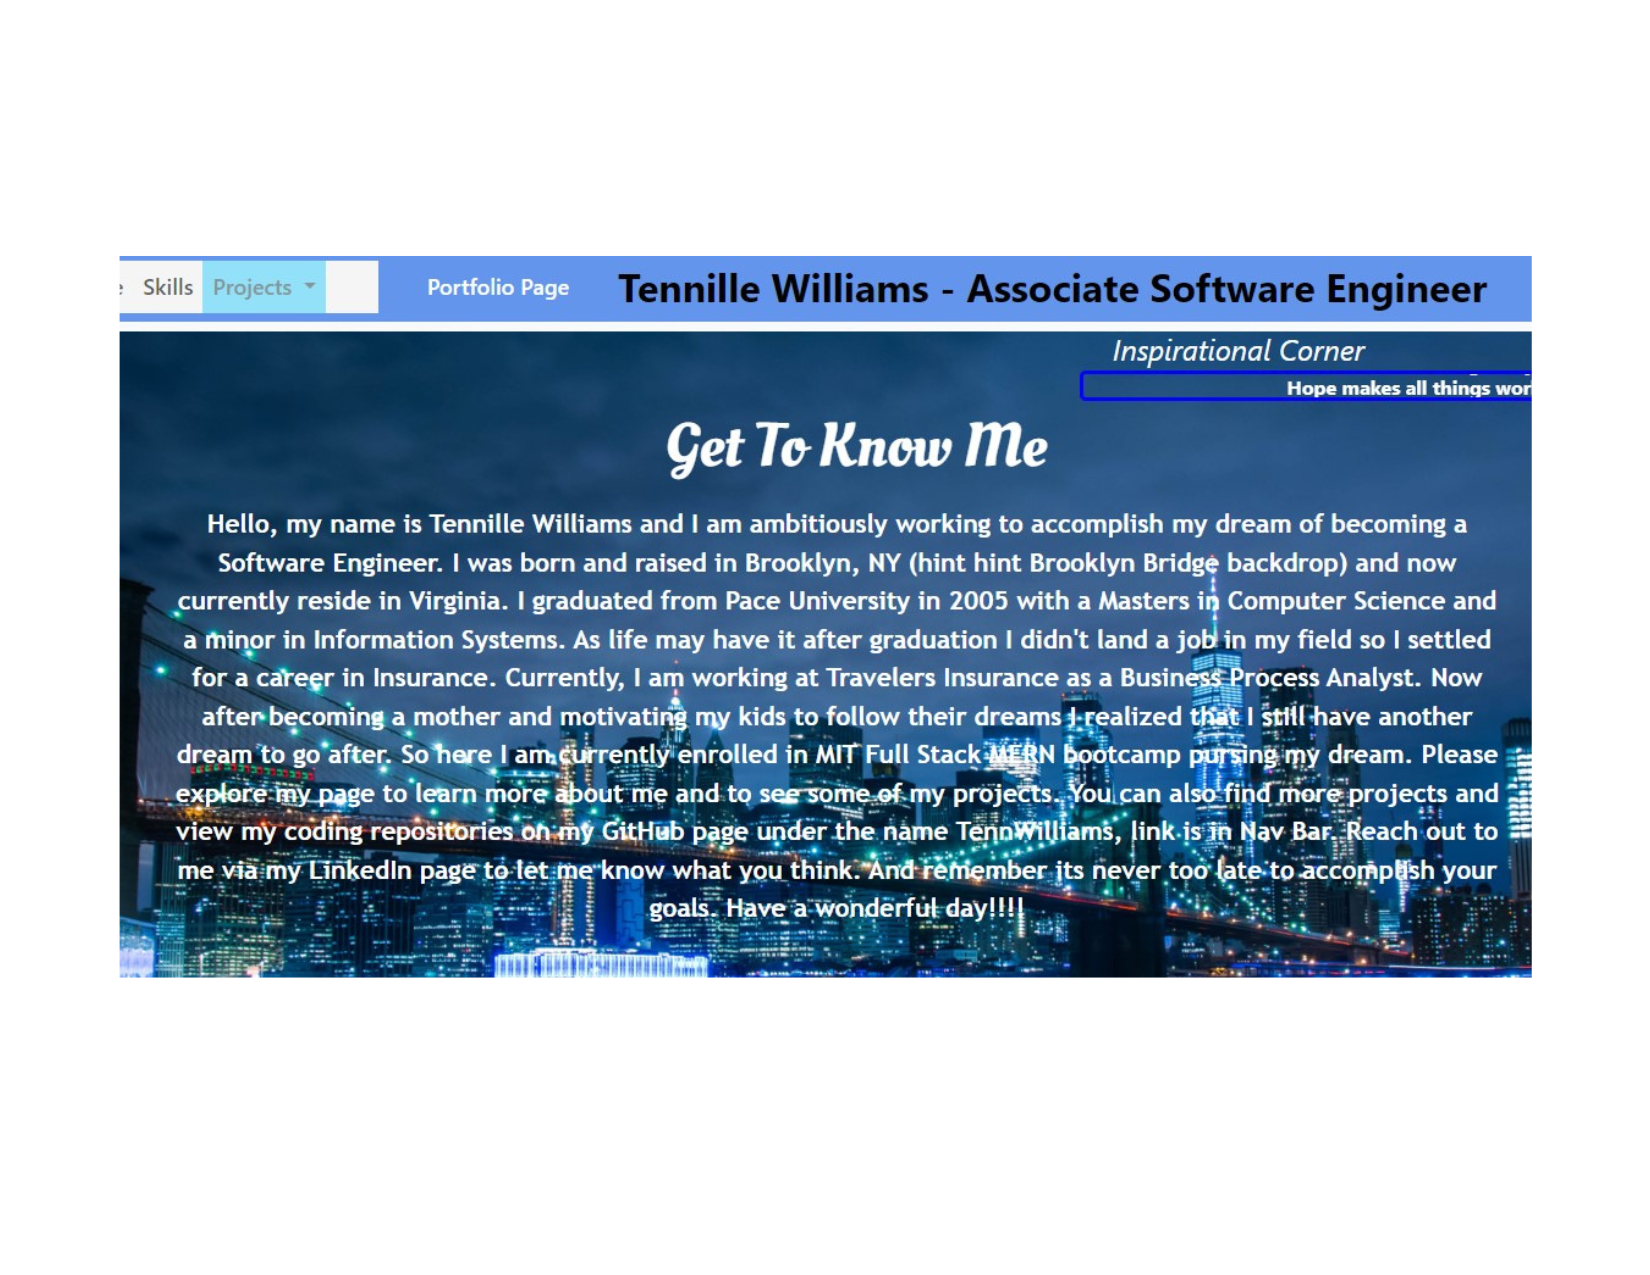 Skills Projects Portfolio Page Tennille Williams - Associate Software Engineer
Inspirational Corner
Hope makes all things
Get To Know Me
Hello, my name is Tennille Williams and I am ambitiously working to accomplish my dream of becoming a
Software Engineer. I was born and raised in Brooklyn, NY (hint hint Brooklyn Bridge backdrop) and now
currently reside in Virginia. I graduated from Pace University in 2005 with a Masters in Computer Science and
a minor in Information Systems. As life may have it after graduation I didn't land a job in my field so I settled
for a career in Insurance. Currently, I am working at Travelers Insurance as a Business Process Analyst. Now
after becoming a mother and motivating my kids to follow their dreams I realized that I still have another
dream to go after. So here I am currently enrolled in MIT Full Stack MERN bootcamp pursing my dream. Please
explore my page to learn more about me and to see some of my projects. You can also find more projects and
view my coding repositories on my GitHub page under the name TennWilliams, link is in Nav Bar. Reach out to
me via my LinkedIn page to let me know what you think. And remember its never too late to accomplish your
goals. Have a wonderful day!!!!